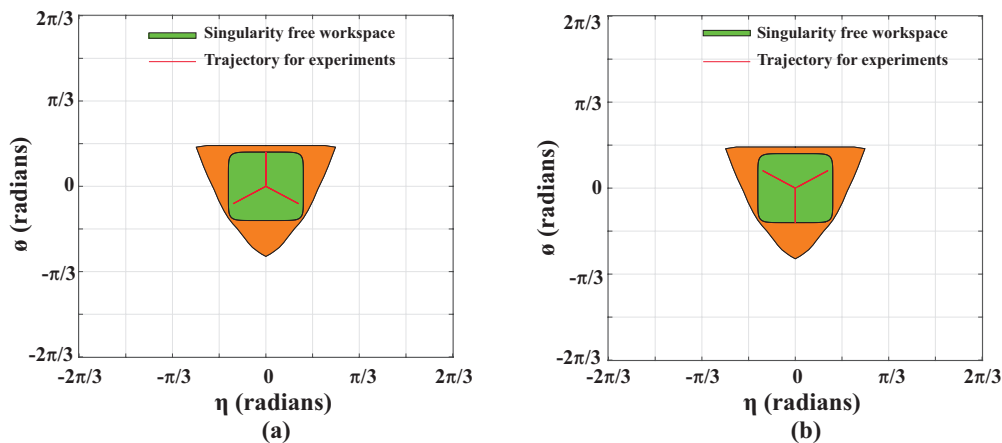 2π/3
Singularity free workspace
Trajectory for experiments
π/3
ø (radians)
0
-π/3
-2π/3
-2π/3 -π/3 0 π/3 2π/3
η (radians)
(a)
2π/3
Singularity free workspace
Trajectory for experiments
π/3
ø (radians)
0
-π/3
-2π/3
-2π/3 -π/3 0 π/3 2π/3
η (radians)
(b)